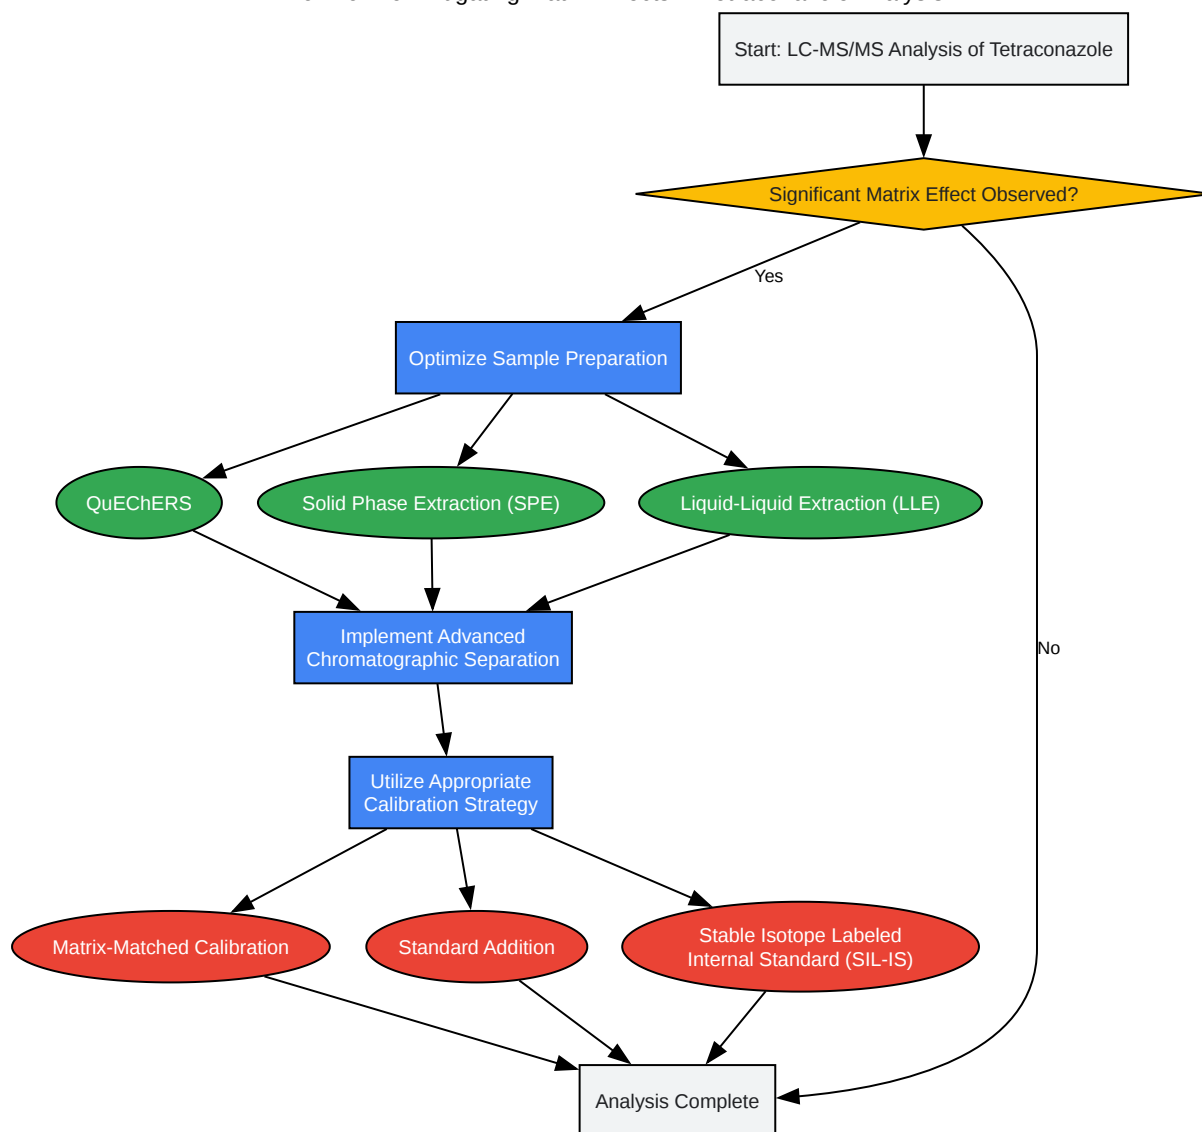 Start: LC-MS/MS Analysis of Tetraconazole
Significant Matrix Effect Observed?
Yes
Optimize Sample Preparation
QuEChERS
Solid Phase Extraction (SPE)
Liquid-Liquid Extraction (LLE)
Implement Advanced
Chromatographic Separation
No
Utilize Appropriate
Calibration Strategy
Matrix-Matched Calibration
Standard Addition
Stable Isotope Labeled
Internal Standard (SIL-IS)
Analysis Complete